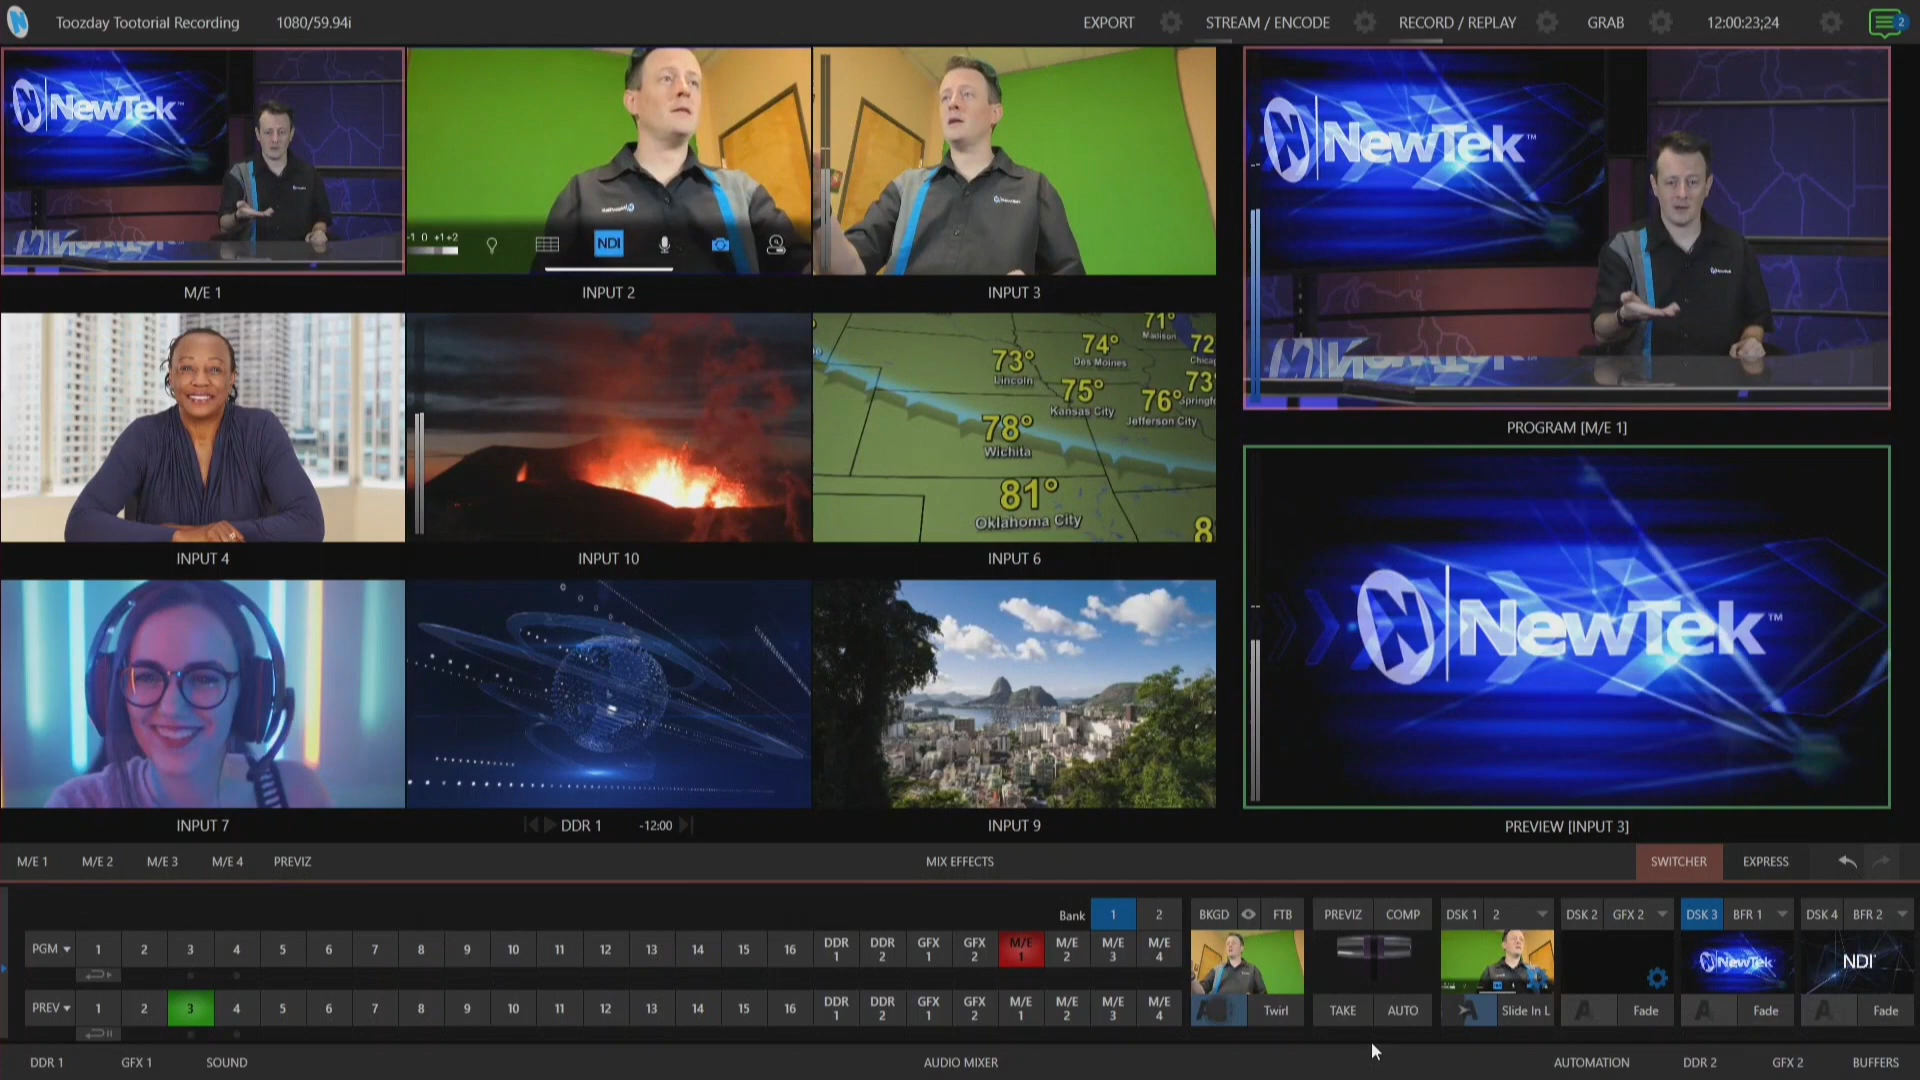 Toozday Tootorial Recording 1080/59.94i EXPORT STREAM / ENCODE RECORD / REPLAY GRAB 12:00:23;24 2
NewTek™
-1 0 +1+2 NDI
NewTek
NewTek™
M/E 1 INPUT 2 INPUT 3
71° Madison
74° Des Moines
72
73° Lincoln
75° Kansas City
73
76° Jefferson City
78° Wichita
81° Oklahoma City
8
INPUT 4 INPUT 10 INPUT 6
PROGRAM [M/E 1]
NewTek™
INPUT 7 DDR 1 -12:00 INPUT 9
PREVIEW [INPUT 3]
M/E 1 M/E 2 M/E 3 M/E 4 PREVIZ MIX EFFECTS SWITCHER EXPRESS
Bank 1 2 BKGD FTB PREVIZ COMP DSK 1 2 DSK 2 GFX 2 DSK 3 BFR 1 DSK 4 BFR 2
PGM 1 2 3 4 5 6 7 8 9 10 11 12 13 14 15 16 DDR 1 DDR 2 GFX 1 GFX 2 M/E 1 M/E 2 M/E 3 M/E 4
NewTek NDI
PREV 1 2 3 4 5 6 7 8 9 10 11 12 13 14 15 16 DDR 1 DDR 2 GFX 1 GFX 2 M/E 1 M/E 2 M/E 3 M/E 4
Twirl TAKE AUTO Slide In L Fade Fade Fade
DDR 1 GFX 1 SOUND AUDIO MIXER AUTOMATION DDR 2 GFX 2 BUFFERS